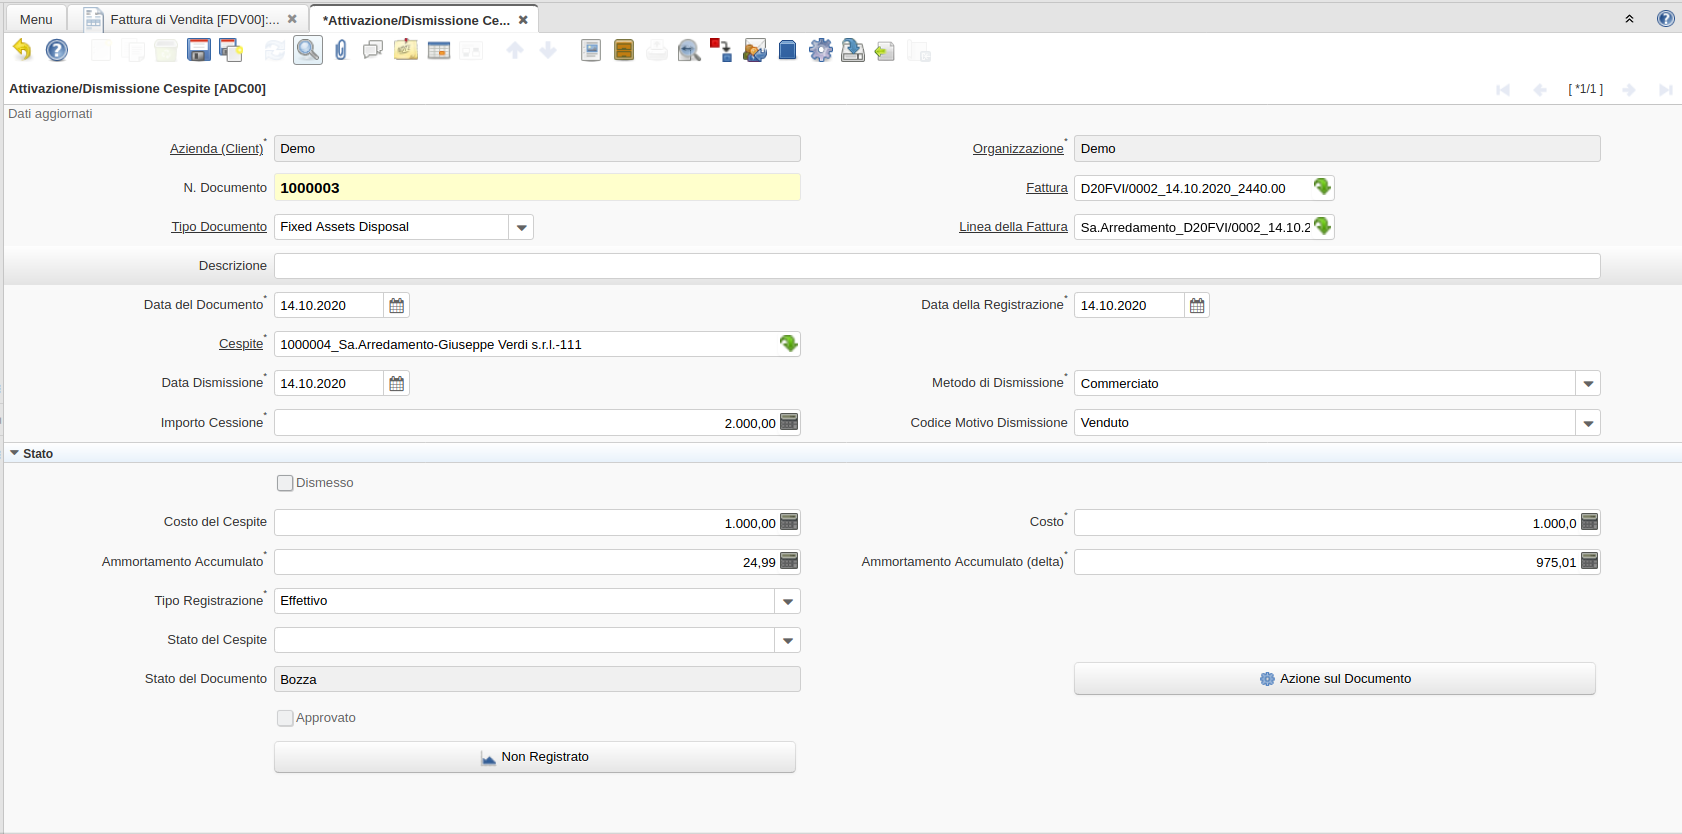 Menu
Fattura di Vendita [FDV00]:...
*Attivazione/Dismissione Ce...
Attivazione/Dismissione Cespite [ADC00]
[ *1/1 ]
Dati aggiornati
Azienda (Client)* Demo
Organizzazione* Demo
N. Documento 1000003
Fattura D20FVI/0002_14.10.2020_2440.00
Tipo Documento Fixed Assets Disposal
Linea della Fattura Sa.Arredamento_D20FVI/0002_14.10.2
Descrizione
Data del Documento* 14.10.2020
Data della Registrazione* 14.10.2020
Cespite* 1000004_Sa.Arredamento-Giuseppe Verdi s.r.l.-111
Data Dismissione* 14.10.2020
Metodo di Dismissione* Commerciato
Importo Cessione* 2.000,00
Codice Motivo Dismissione Venduto
Stato
Dismesso
Costo del Cespite 1.000,00
Costo* 1.000,0
Ammortamento Accumulato* 24,99
Ammortamento Accumulato (delta)* 975,01
Tipo Registrazione* Effettivo
Stato del Cespite
Stato del Documento Bozza
Azione sul Documento
Approvato
Non Registrato